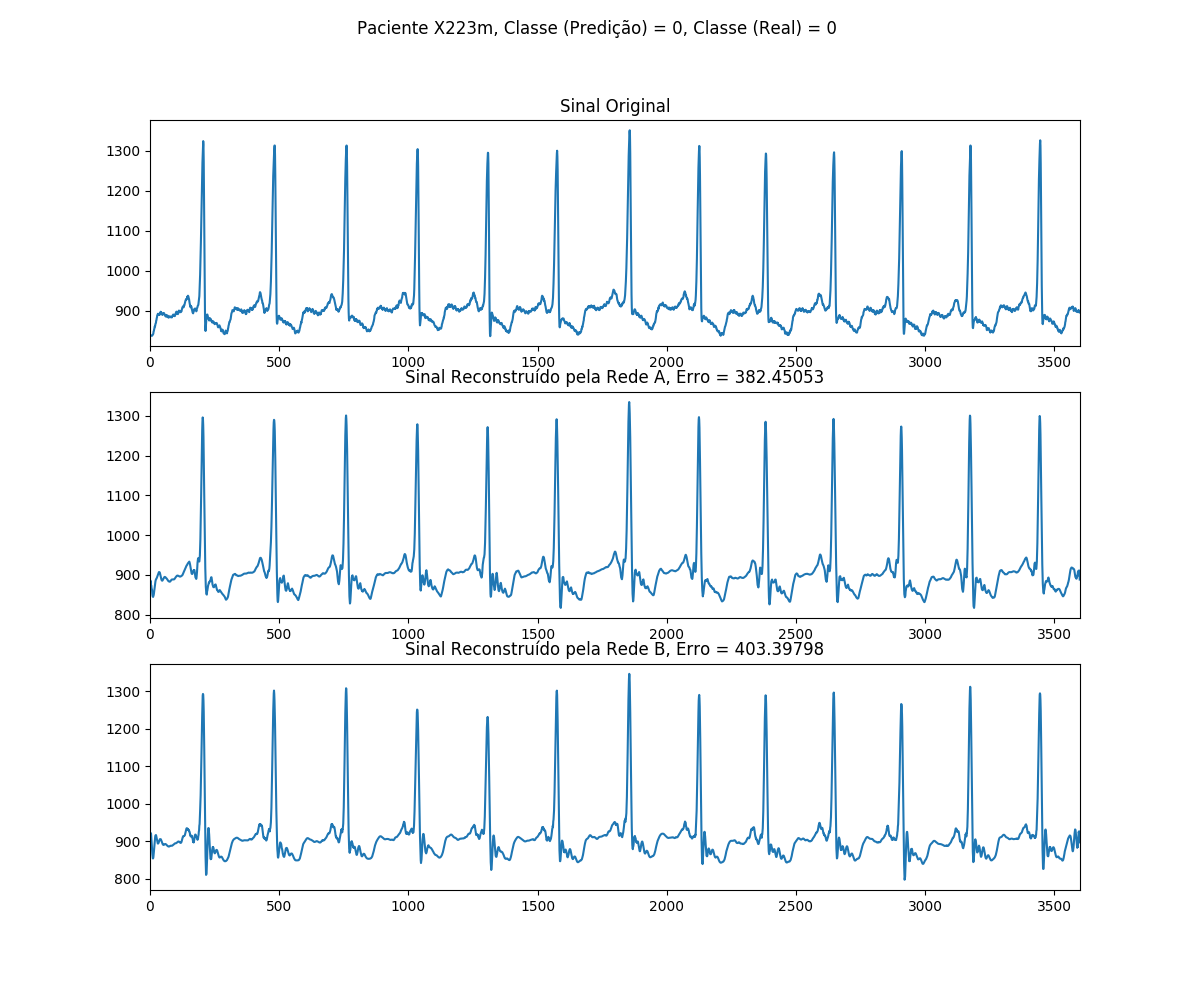 Paciente X223m, Classe (Predição) = 0, Classe (Real) = 0
Sinal Original
1300
1200
1100
1000
900
0 500 1000 1500 2000 2500 3000 3500
Sinal Reconstruído pela Rede A, Erro = 382.45053
1300
1200
1100
1000
900
800
0 500 1000 1500 2000 2500 3000 3500
Sinal Reconstruído pela Rede B, Erro = 403.39798
1300
1200
1100
1000
900
800
0 500 1000 1500 2000 2500 3000 3500